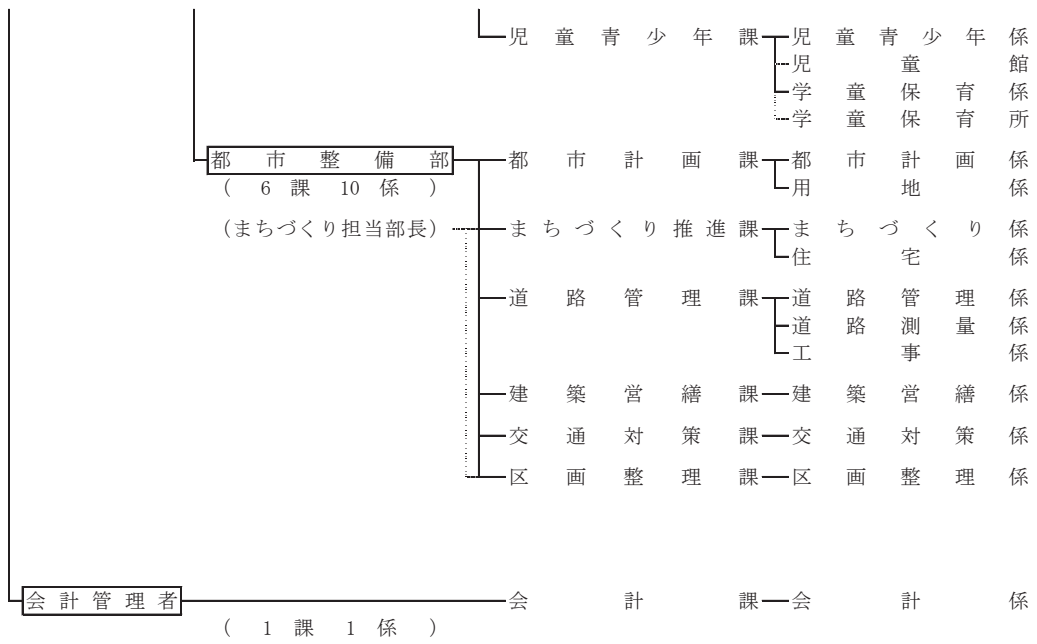 児童青少年課 児童青少年係
児童館
学童保育係
学童保育所
都市整備部 都市計画課 都市計画係
(6課10係) 用地係
(まちづくり担当部長) まちづくり推進課 まちづくり係
住宅係
道路管理課 道路管理係
道路測量係
工事係
建築営繕課 建築営繕係
交通対策課 交通対策係
区画整理課 区画整理係
会計管理者 会計課 会計係
(1課1係)